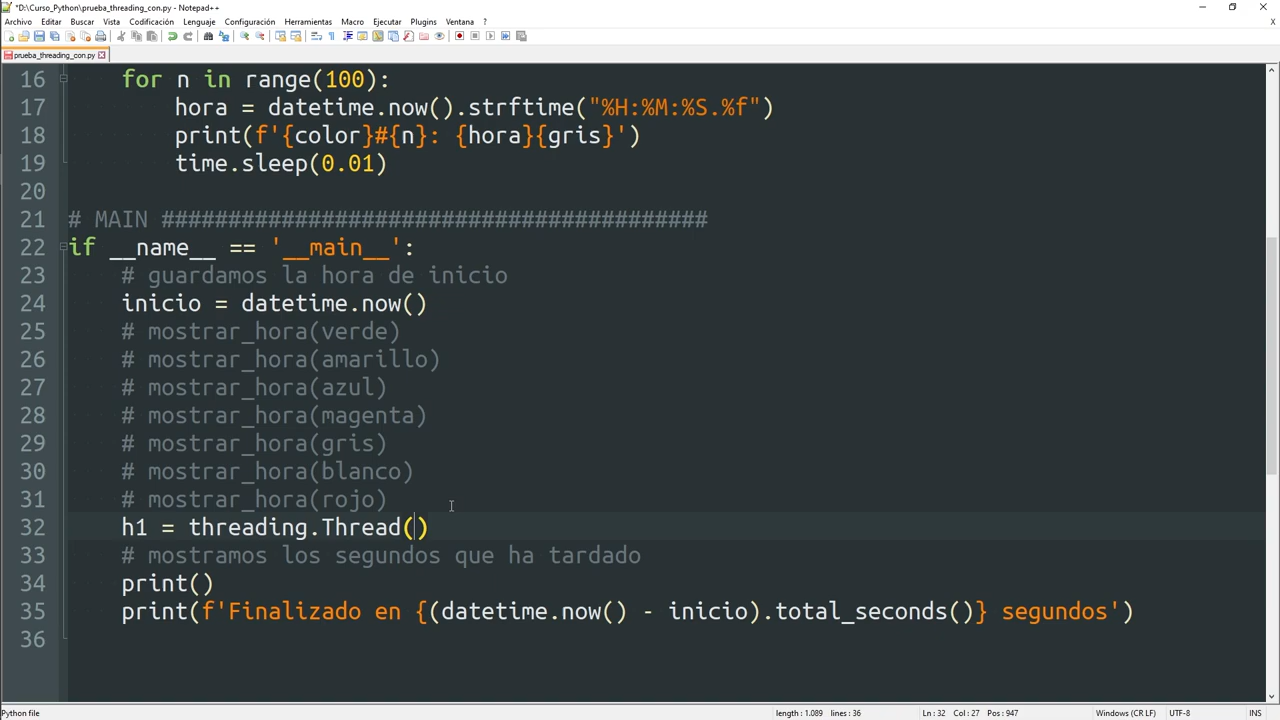 *D:\Curso_Python\prueba_threading_con.py - Notepad++
Archivo Editar Buscar Vista Codificación Lenguaje Configuración Herramientas Macro Ejecutar Plugins Ventana ? X
prueba_threading_con.py
16 for n in range(100):
17 hora = datetime.now().strftime("%H:%M:%S.%f")
18 print(f'{color}#{n}: {hora}{gris}')
19 time.sleep(0.01)
20
21 # MAIN #########################################
22 if __name__ == '__main__':
23 # guardamos la hora de inicio
24 inicio = datetime.now()
25 # mostrar_hora(verde)
26 # mostrar_hora(amarillo)
27 # mostrar_hora(azul)
28 # mostrar_hora(magenta)
29 # mostrar_hora(gris)
30 # mostrar_hora(blanco)
31 # mostrar_hora(rojo)
32 h1 = threading.Thread()
33 # mostramos los segundos que ha tardado
34 print()
35 print(f'Finalizado en {(datetime.now() - inicio).total_seconds()} segundos')
36
Python file length : 1.089 lines : 36 Ln : 32 Col : 27 Pos : 947 Windows (CR LF) UTF-8 INS